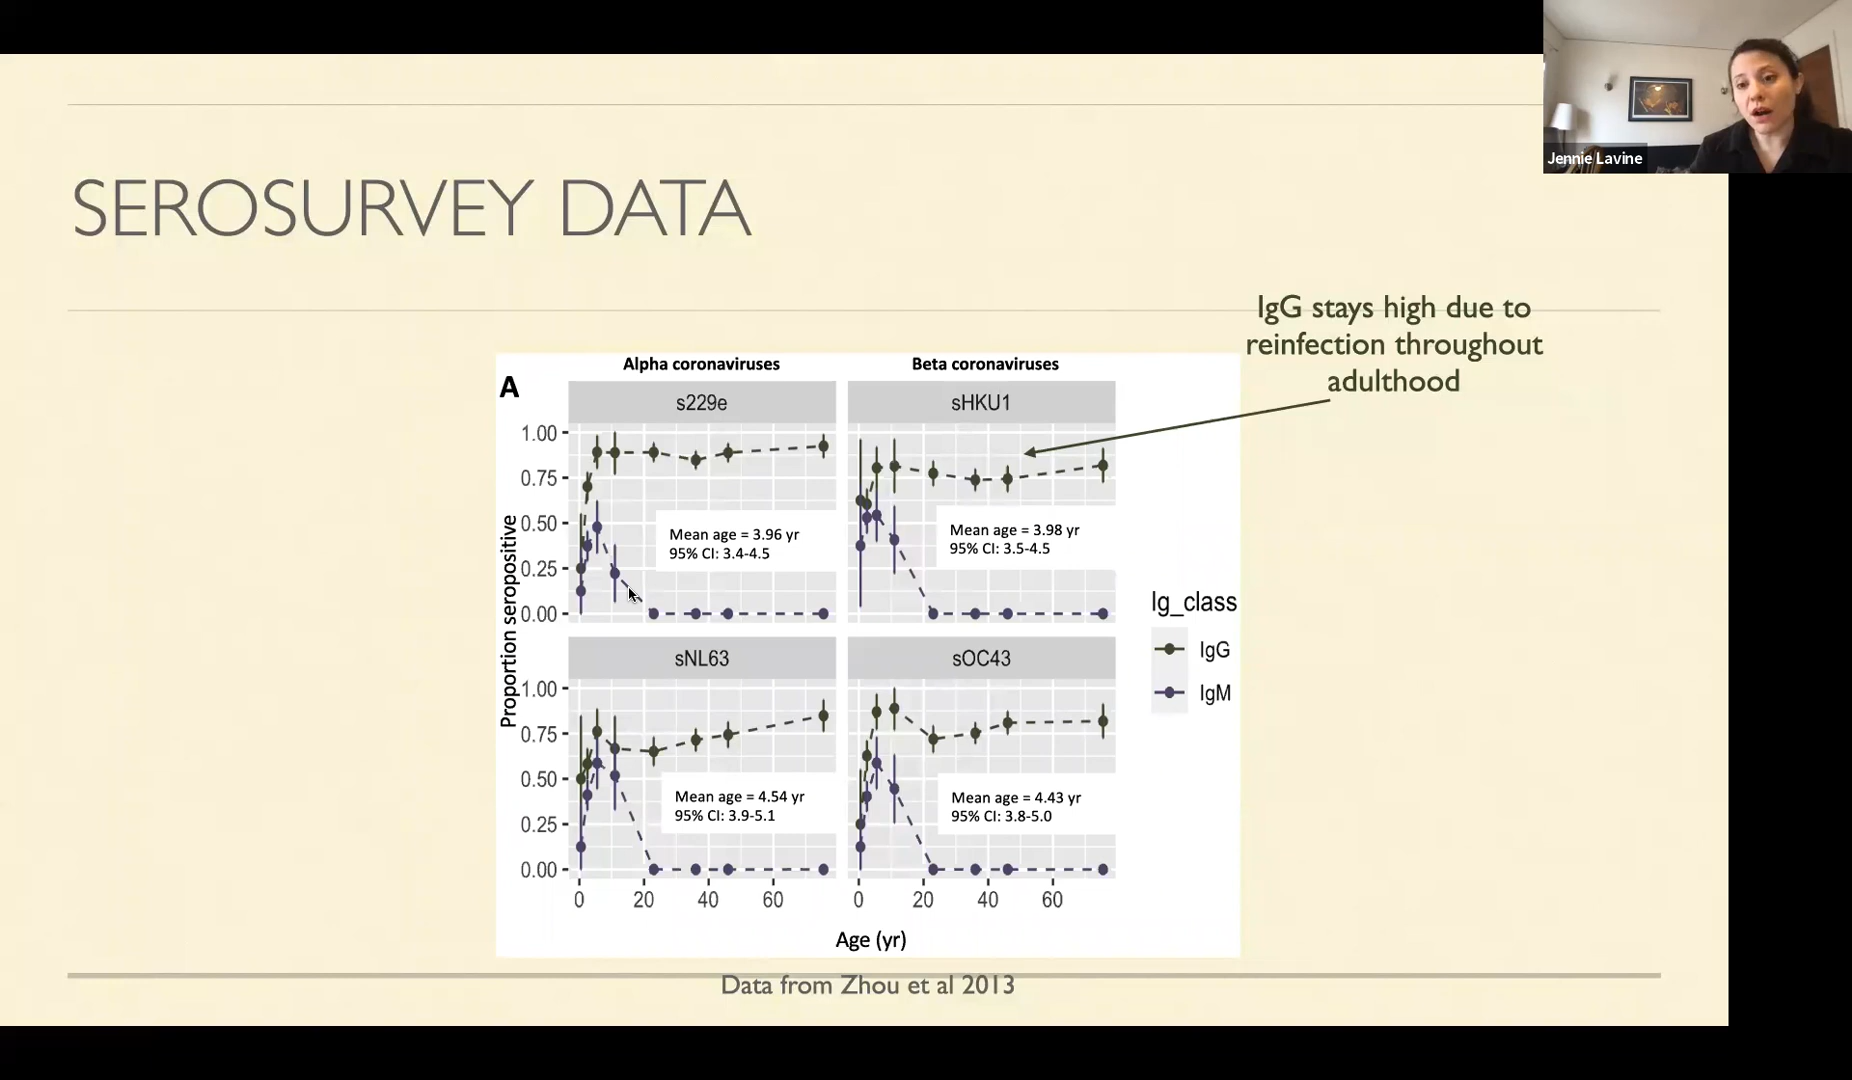 Jennie Lavine
SEROSURVEY DATA
IgG stays high due to
reinfection throughout
adulthood
Alpha coronaviruses
Beta coronaviruses
A
s229e
sHKU1
1.00
0.75
0.50
0.25
0.00
Mean age = 3.96 yr
95% CI: 3.4-4.5
Mean age = 3.98 yr
95% CI: 3.5-4.5
Proportion seropositive
sNL63
sOC43
1.00
0.75
0.50
0.25
0.00
Mean age = 4.54 yr
95% CI: 3.9-5.1
Mean age = 4.43 yr
95% CI: 3.8-5.0
0 20 40 60
0 20 40 60
Age (yr)
Ig_class
IgG
IgM
Data from Zhou et al 2013